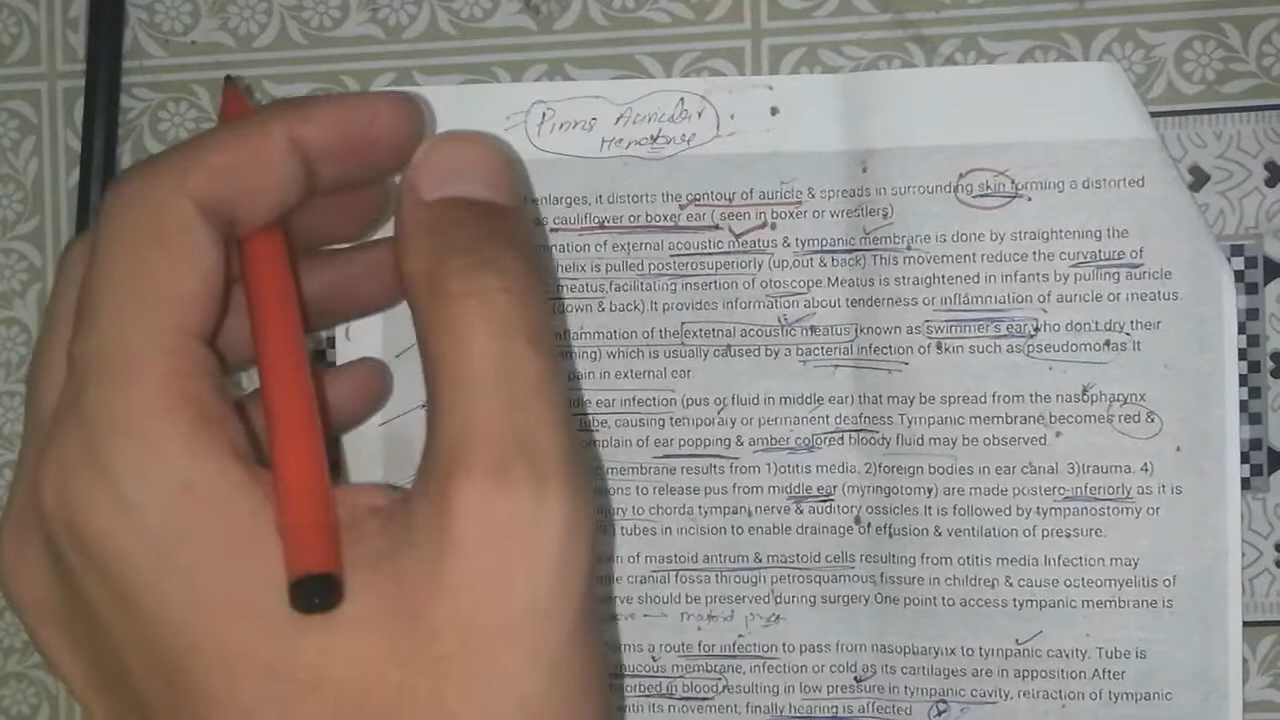 = Pinna Auricular
enlarges, it distorts the contour of auricle & spreads in surrounding skin forming a distorted
as cauliflower or boxer ear ( seen in boxer or wrestlers)
mination of external acoustic meatus & tympanic membrane is done by straightening the
helix is pulled posterosuperiorly (up,out & back).This movement reduce the curvature of
meatus,facilitating insertion of otoscope.Meatus is straightened in infants by pulling auricle
(down & back).It provides information about tenderness or inflammation of auricle or meatus.
nflammation of the extetnal acoustic meatus (known as swimmer's ear,who don't dry their
ming) which is usually caused by a bacterial infection of skin such as pseudomonas.It
pain in external ear.
dle ear infection (pus or fluid in middle ear) that may be spread from the nasopharynx
tube, causing temporary or permanent deafness.Tympanic membrane becomes red &
omplain of ear popping & amber colored bloody fluid may be observed.
membrane results from 1)otitis media. 2)foreign bodies in ear canal. 3)trauma. 4)
ons to release pus from middle ear (myringotomy) are made postero-inferiorly as it is
jury to chorda tympani nerve & auditory ossicles.It is followed by tympanostomy or
) tubes in incision to enable drainage of effusion & ventilation of pressure.
n of mastoid antrum & mastoid cells resulting from otitis media.Infection may
le cranial fossa through petrosquamous fissure in children & cause osteomyelitis of
rve should be preserved during surgery.One point to access tympanic membrane is
mastoid
rms a route for infection to pass from nasopharynx to tympanic cavity. Tube is
mucous membrane, infection or cold as its cartilages are in apposition.After
orbed in blood,resulting in low pressure in tympanic cavity, retraction of tympanic
with its movement, finally hearing is affected